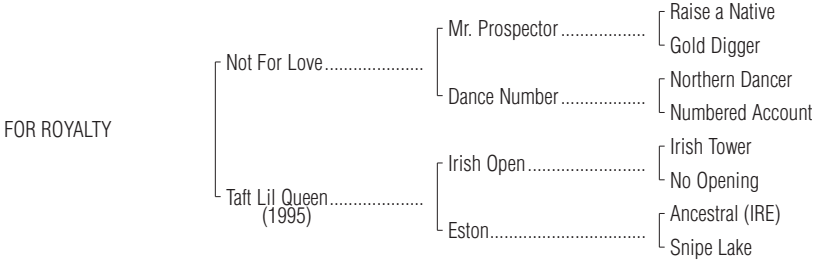 Raise a Native
Mr. Prospector..................
Gold Digger
Not For Love.....................
Northern Dancer
Dance Number..................
Numbered Account
FOR ROYALTY
Irish Tower
Irish Open.........................
No Opening
Taft Lil Queen....................
(1995)
Ancestral (IRE)
Eston.................................
Snipe Lake